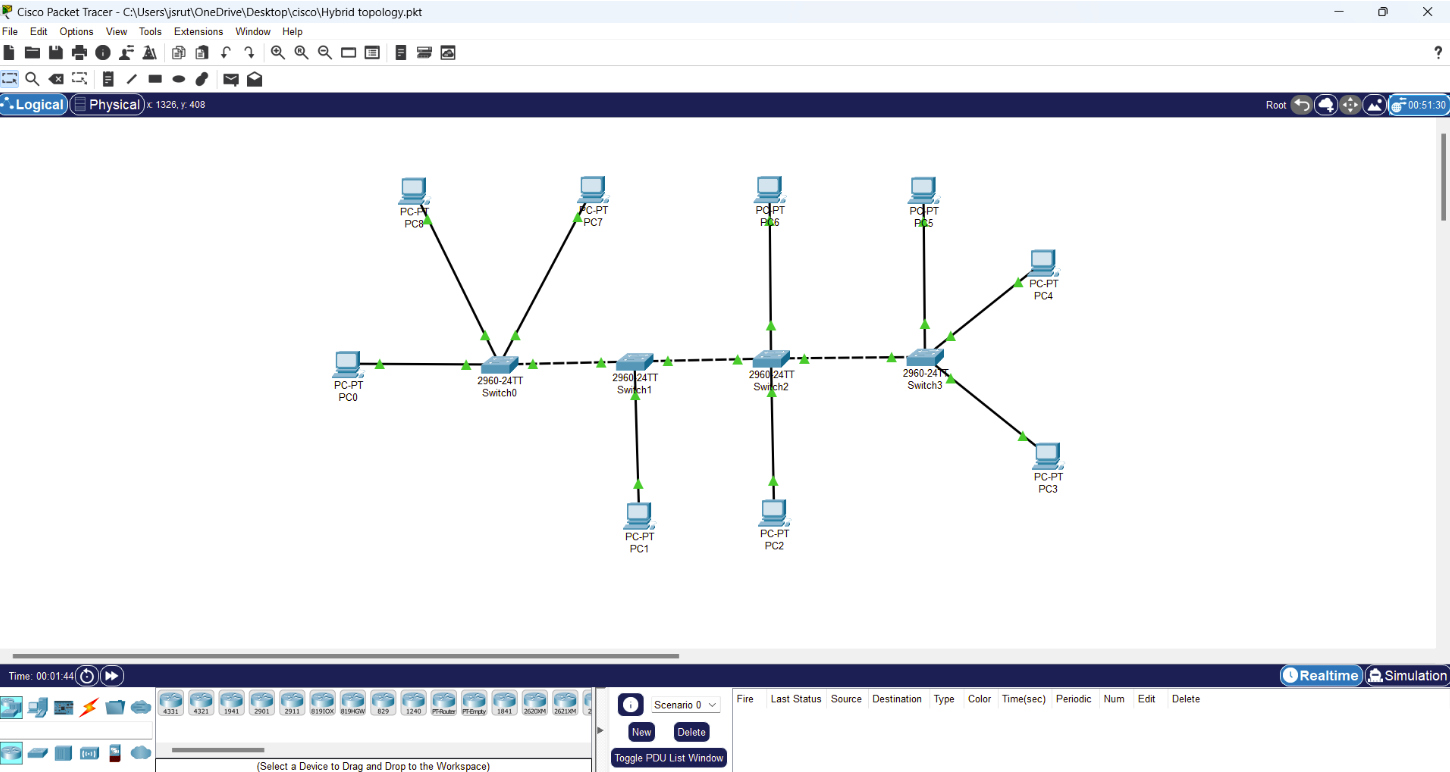 Cisco Packet Tracer - C:\Users\jsrut\OneDrive\Desktop\cisco\Hybrid topology.pkt
File Edit Options View Tools Extensions Window Help
?
Logical Physical x: 1326, y: 408 Root 00:51:30
PC-PT
PC8
PC-PT
PC7
PC-PT
PC6
PC-PT
PC5
PC-PT
PC4
PC-PT
PC0
2960-24TT
Switch0
2960-24TT
Switch1
2960-24TT
Switch2
2960-24TT
Switch3
PC-PT
PC3
PC-PT
PC1
PC-PT
PC2
Time: 00:01:44 Realtime Simulation
4331 4321 1941 2901 2911 819IOX 819HGW 829 1240 PT-Router PT-Empty 1841 2620XM 2621XM 2
(Select a Device to Drag and Drop to the Workspace)
Scenario 0
New Delete
Toggle PDU List Window
Fire Last Status Source Destination Type Color Time(sec) Periodic Num Edit Delete